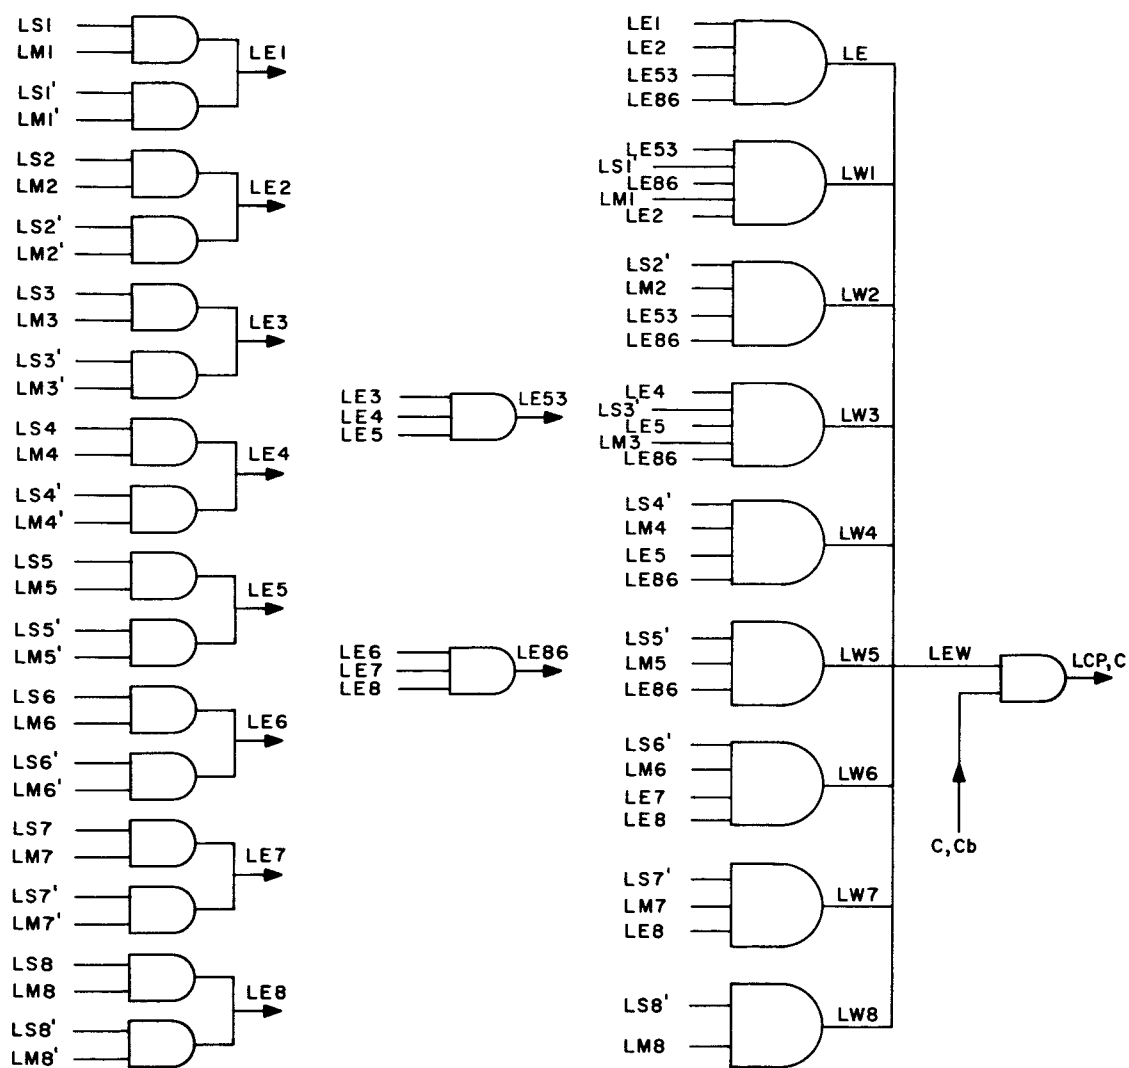 LS1
LM1
LE1
LS1'
LM1'
LS2
LM2
LE2
LS2'
LM2'
LS3
LM3
LE3
LS3'
LM3'
LS4
LM4
LE4
LS4'
LM4'
LS5
LM5
LE5
LS5'
LM5'
LS6
LM6
LE6
LS6'
LM6'
LS7
LM7
LE7
LS7'
LM7'
LS8
LM8
LE8
LS8'
LM8'
LE3
LE4
LE5
LE53
LE6
LE7
LE8
LE86
LE1
LE2
LE53
LE86
LE
LE53
LS1'
LE86
LM1
LE2
LW1
LS2'
LM2
LE53
LE86
LW2
LE4
LS3'
LE5
LM3
LE86
LW3
LS4'
LM4
LE5
LE86
LW4
LS5'
LM5
LE86
LW5
LS6'
LM6
LE7
LE8
LW6
LS7'
LM7
LE8
LW7
LS8'
LM8
LW8
LEW
LCP,C
C,Cb